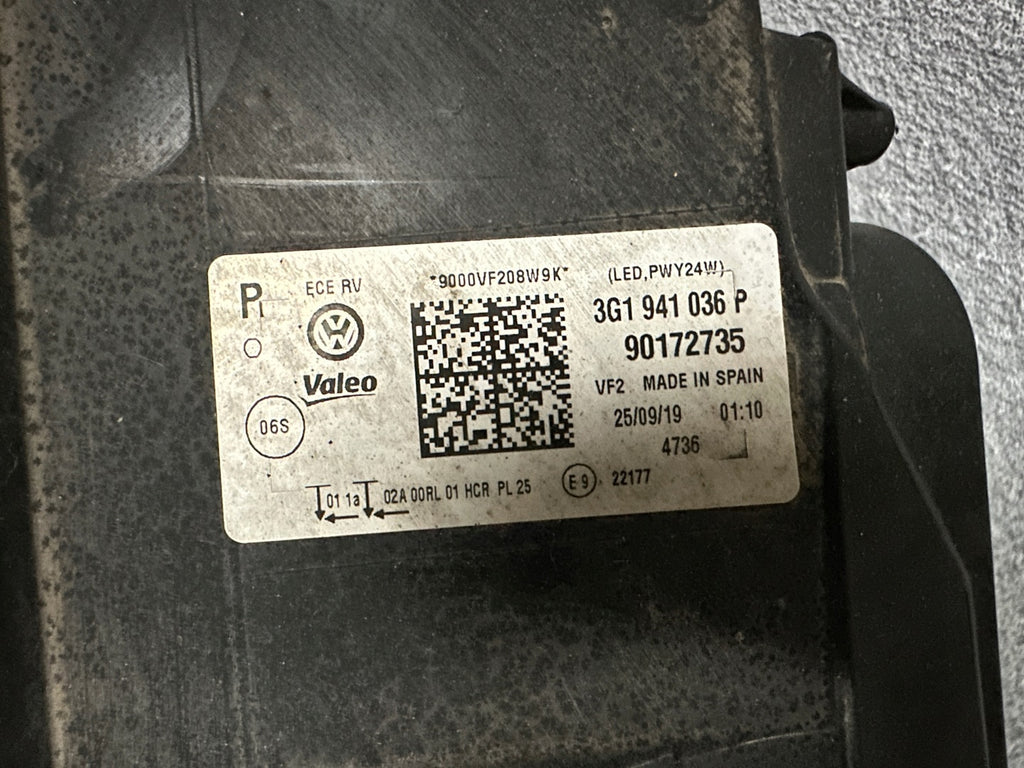 R ECE RV *9000VF208W9K* (LED,PWY24W)
3G1 941 036 P
90172735
Valeo
VF2 MADE IN SPAIN
06S
25/09/19 01:10
4736
01 1a 02A 00RL 01 HCR PL 25 E9 22177